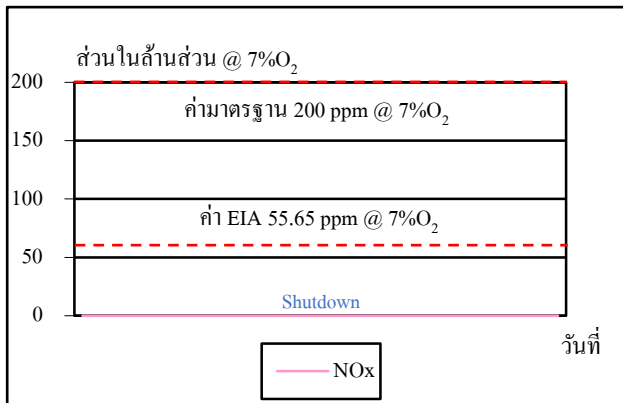 ส่วนในล้านส่วน @ 7%O₂
200
ค่ามาตรฐาน 200 ppm @ 7%O₂
150
100
ค่า EIA 55.65 ppm @ 7%O₂
50
Shutdown
0
วันที่
NOx